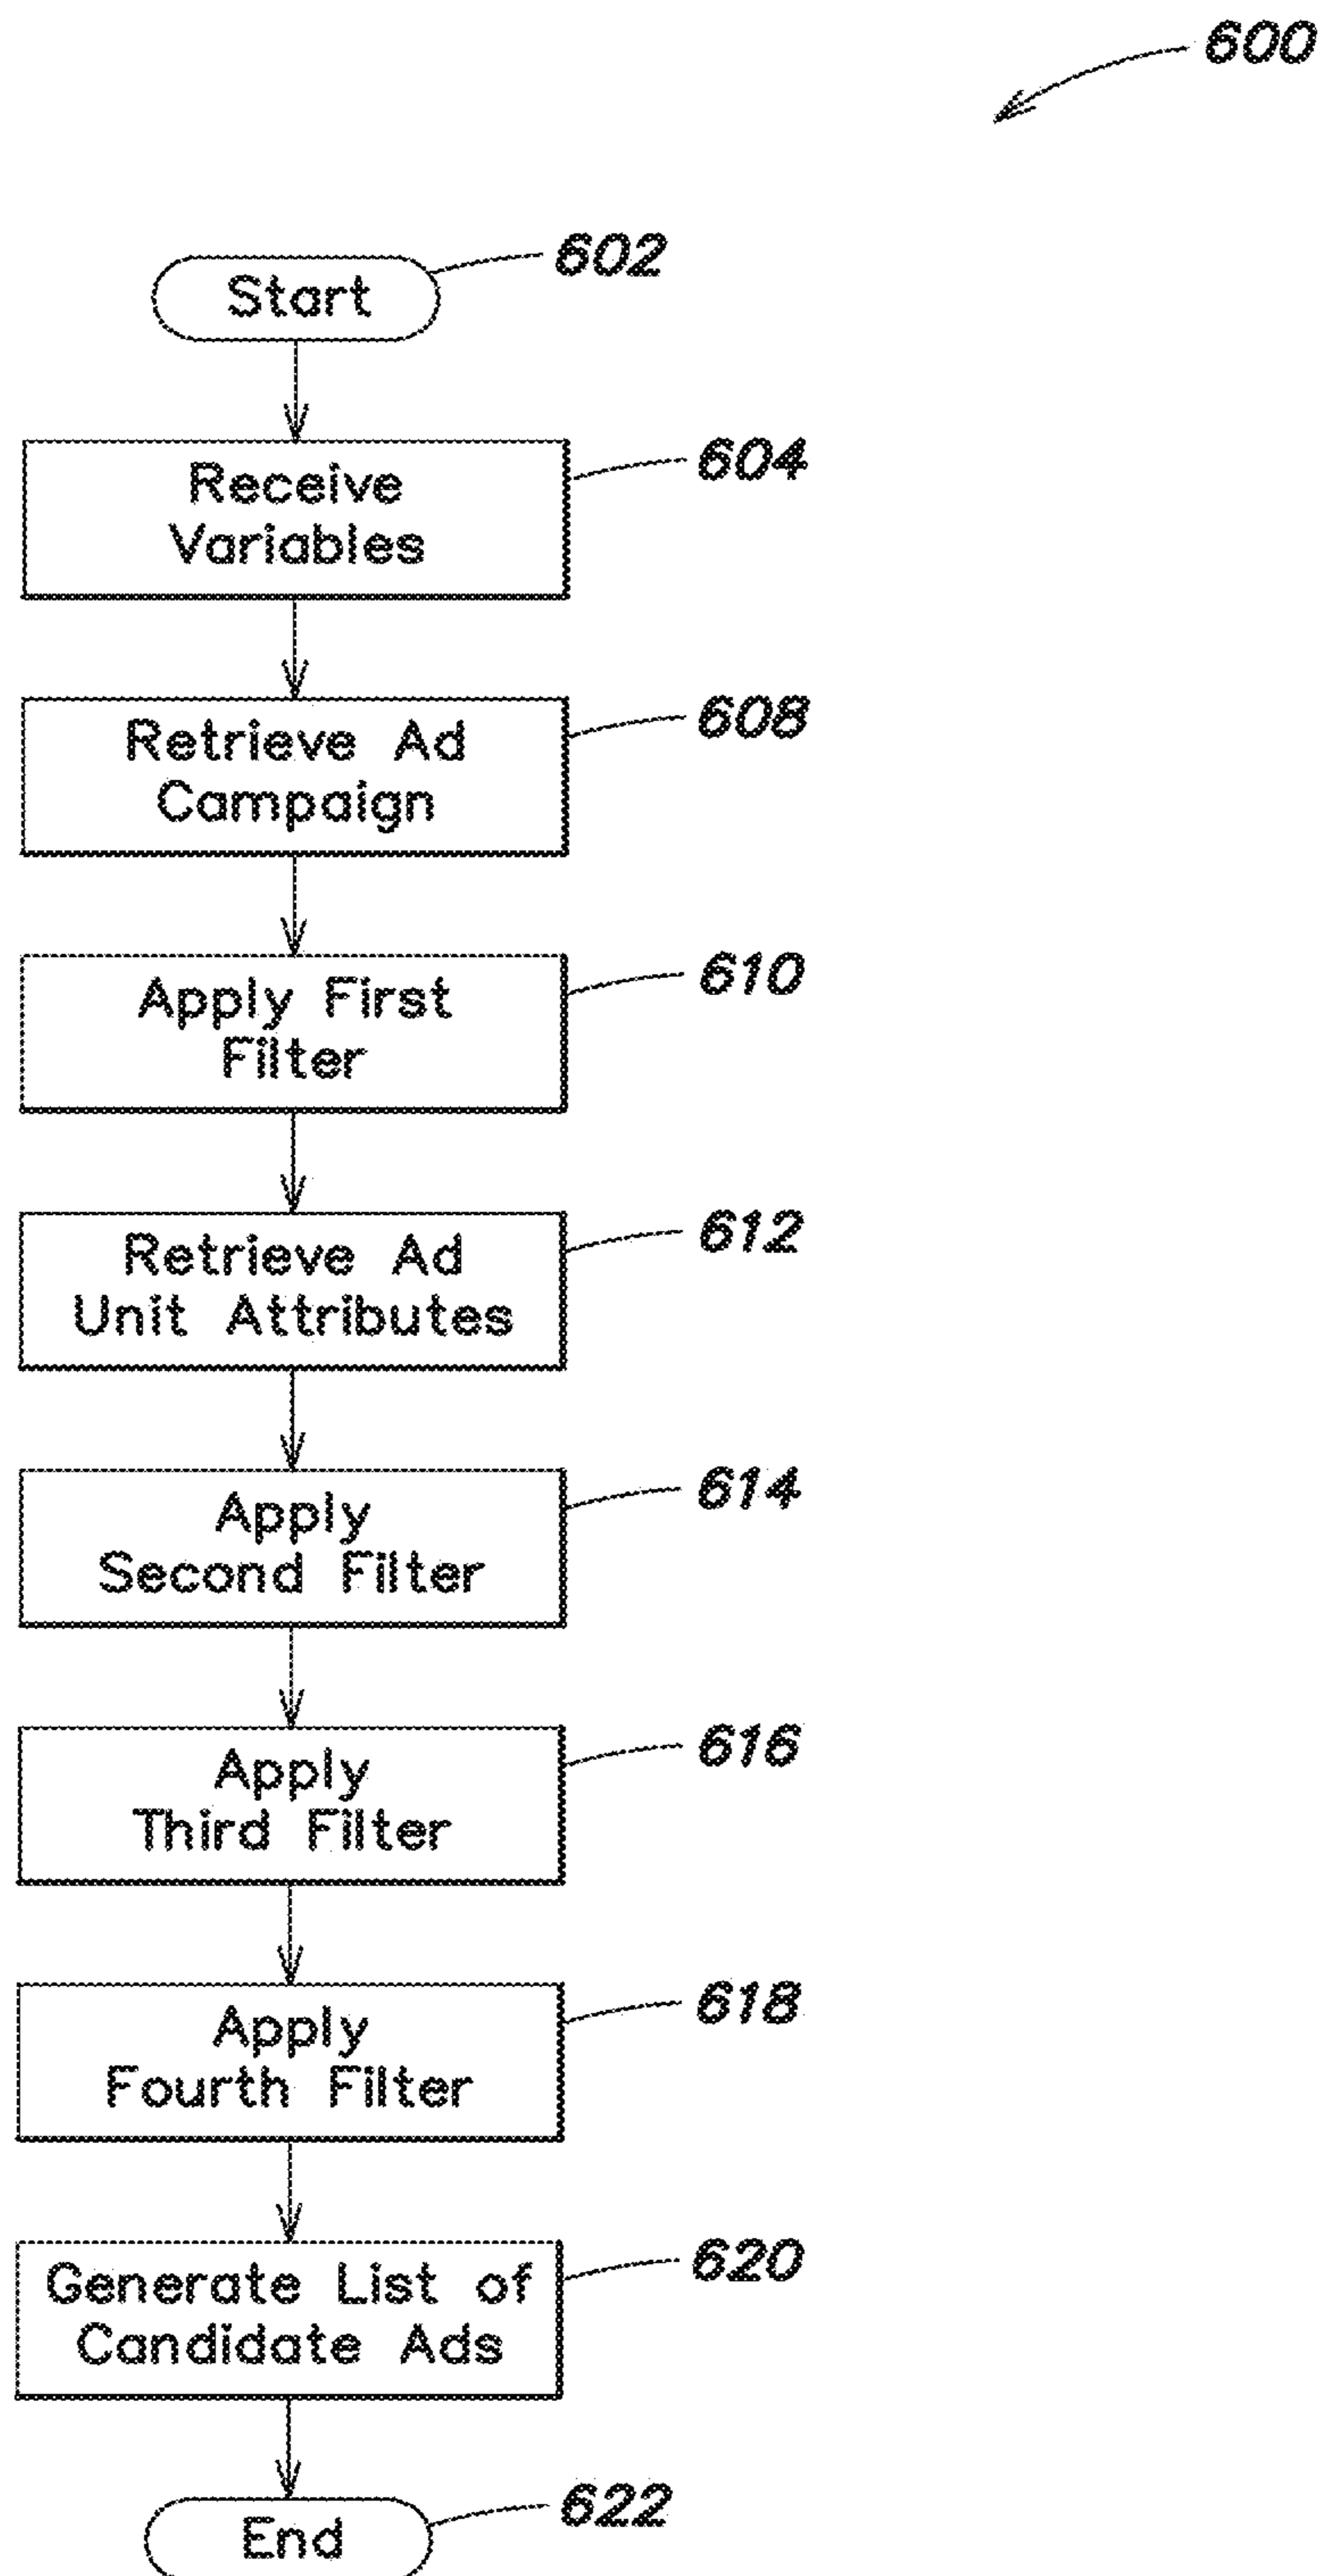 600
602
Start
604
Receive
Variables
608
Retrieve Ad
Campaign
610
Apply First
Filter
612
Retrieve Ad
Unit Attributes
614
Apply
Second Filter
616
Apply
Third Filter
618
Apply
Fourth Filter
620
Generate List of
Candidate Ads
622
End